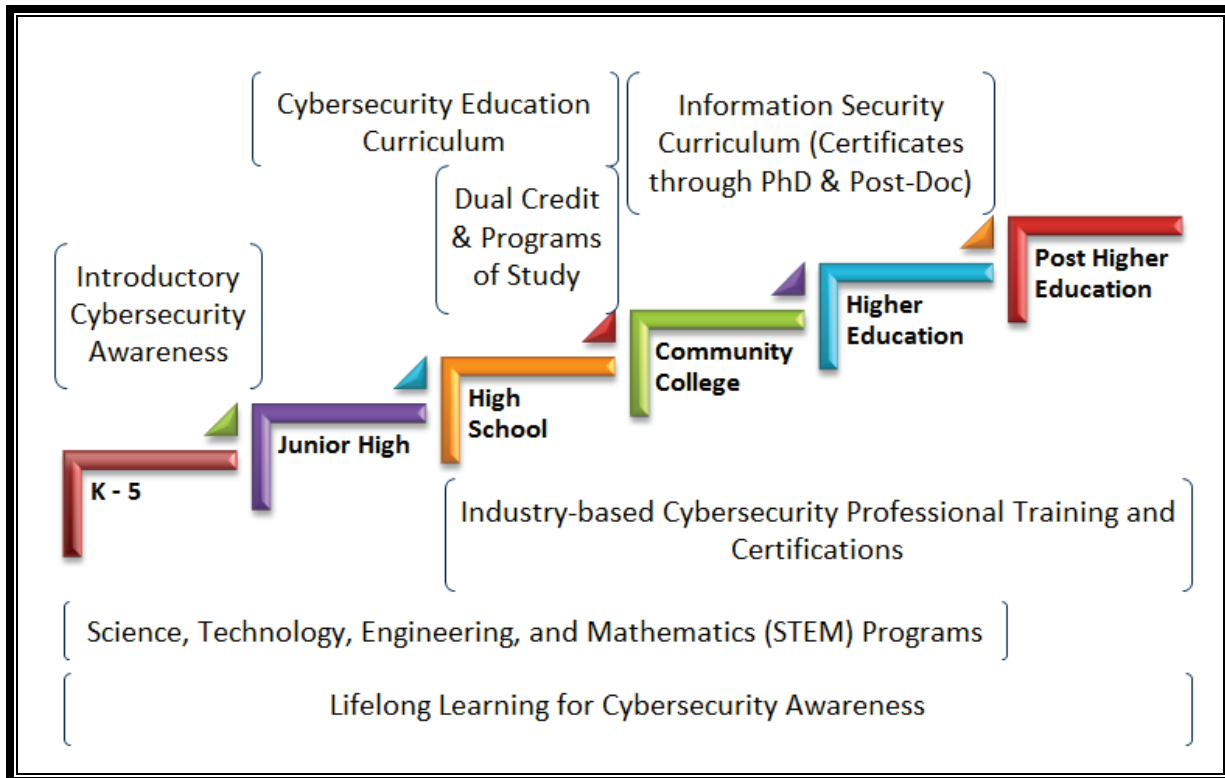 Cybersecurity Education
Curriculum
Information Security
Curriculum (Certificates
through PhD & Post-Doc)
Dual Credit
& Programs
of Study
Introductory
Cybersecurity
Awareness
K - 5
Junior High
High
School
Community
College
Higher
Education
Post Higher
Education
Industry-based Cybersecurity Professional Training and
Certifications
Science, Technology, Engineering, and Mathematics (STEM) Programs
Lifelong Learning for Cybersecurity Awareness